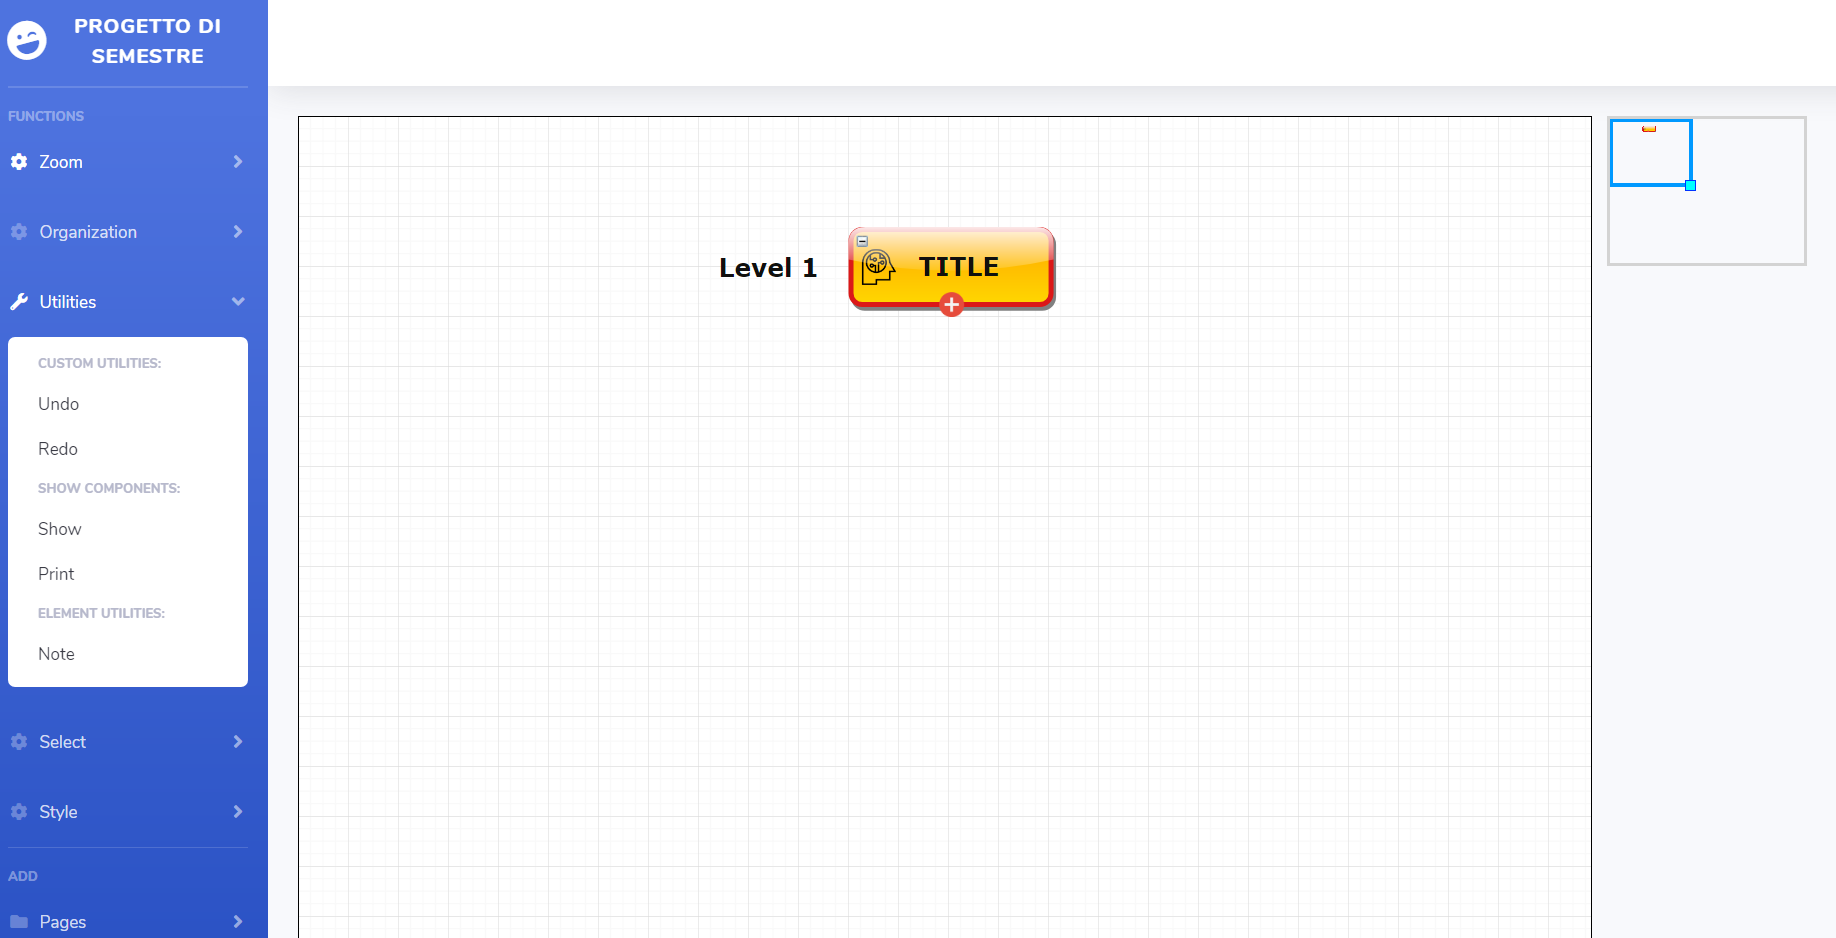 PROGETTO DI
SEMESTRE
FUNCTIONS
Zoom
Organization
Utilities
CUSTOM UTILITIES:
Undo
Redo
SHOW COMPONENTS:
Show
Print
ELEMENT UTILITIES:
Note
Select
Style
ADD
Pages
Level 1
TITLE